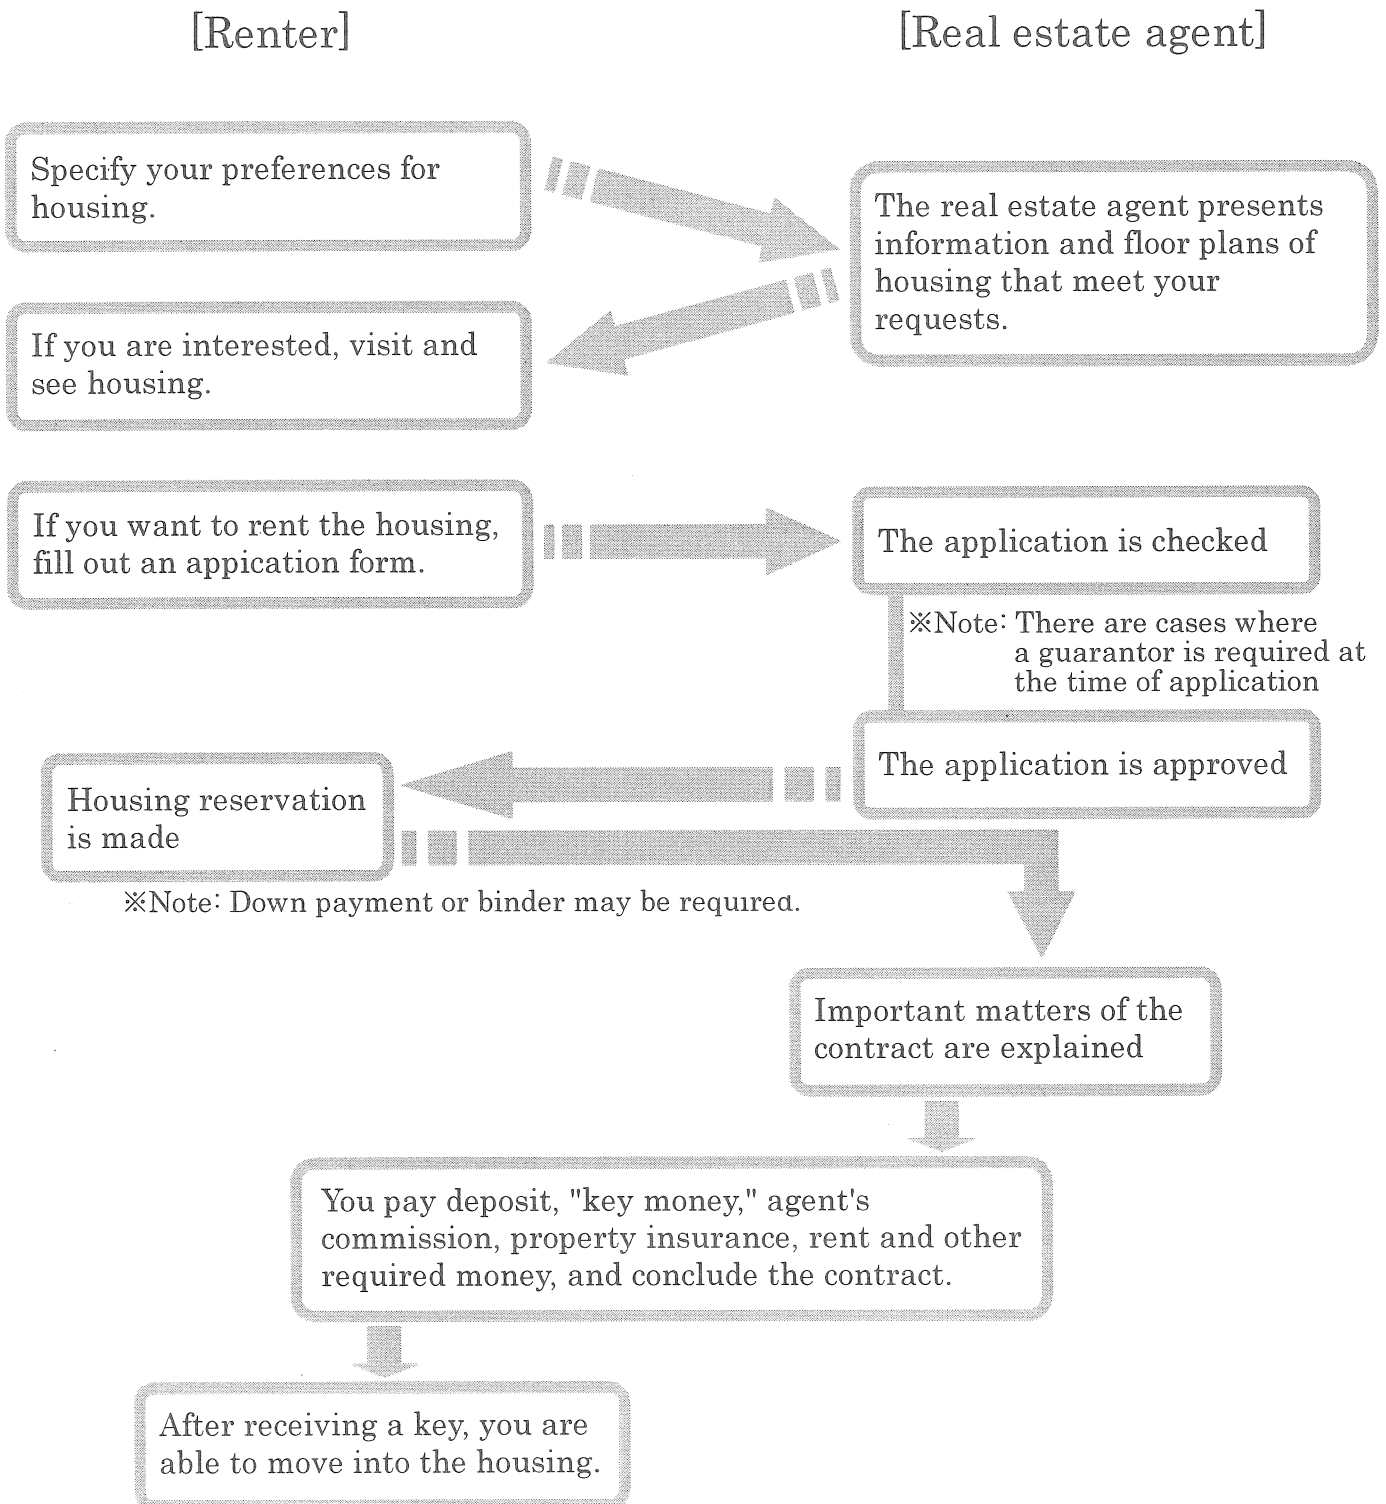 [Renter]
[Real estate agent]
Specify your preferences for
housing.
The real estate agent presents
information and floor plans of
housing that meet your
requests.
If you are interested, visit and
see housing.
If you want to rent the housing,
fill out an appication form.
The application is checked
※Note: There are cases where
a guarantor is required at
the time of application
The application is approved
Housing reservation
is made
※Note: Down payment or binder may be required.
Important matters of the
contract are explained
You pay deposit, "key money," agent's
commission, property insurance, rent and other
required money, and conclude the contract.
After receiving a key, you are
able to move into the housing.